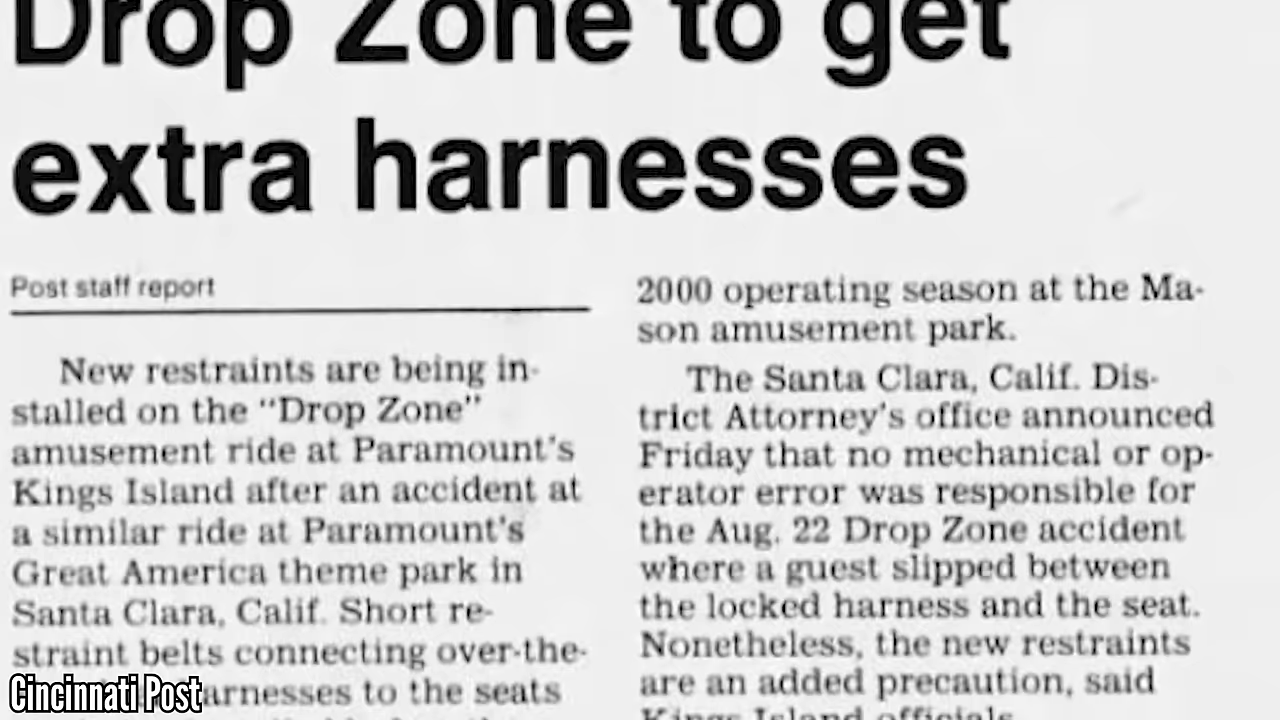 Drop Zone to get
extra harnesses
Post staff report
New restraints are being in-
stalled on the "Drop Zone"
amusement ride at Paramount's
Kings Island after an accident at
a similar ride at Paramount's
Great America theme park in
Santa Clara, Calif. Short re-
straint belts connecting over-the-
arnesses to the seats
2000 operating season at the Ma-
son amusement park.
The Santa Clara, Calif. Dis-
trict Attorney's office announced
Friday that no mechanical or op-
erator error was responsible for
the Aug. 22 Drop Zone accident
where a guest slipped between
the locked harness and the seat.
Nonetheless, the new restraints
are an added precaution, said
Kings Island officials.
Cincinnati Post